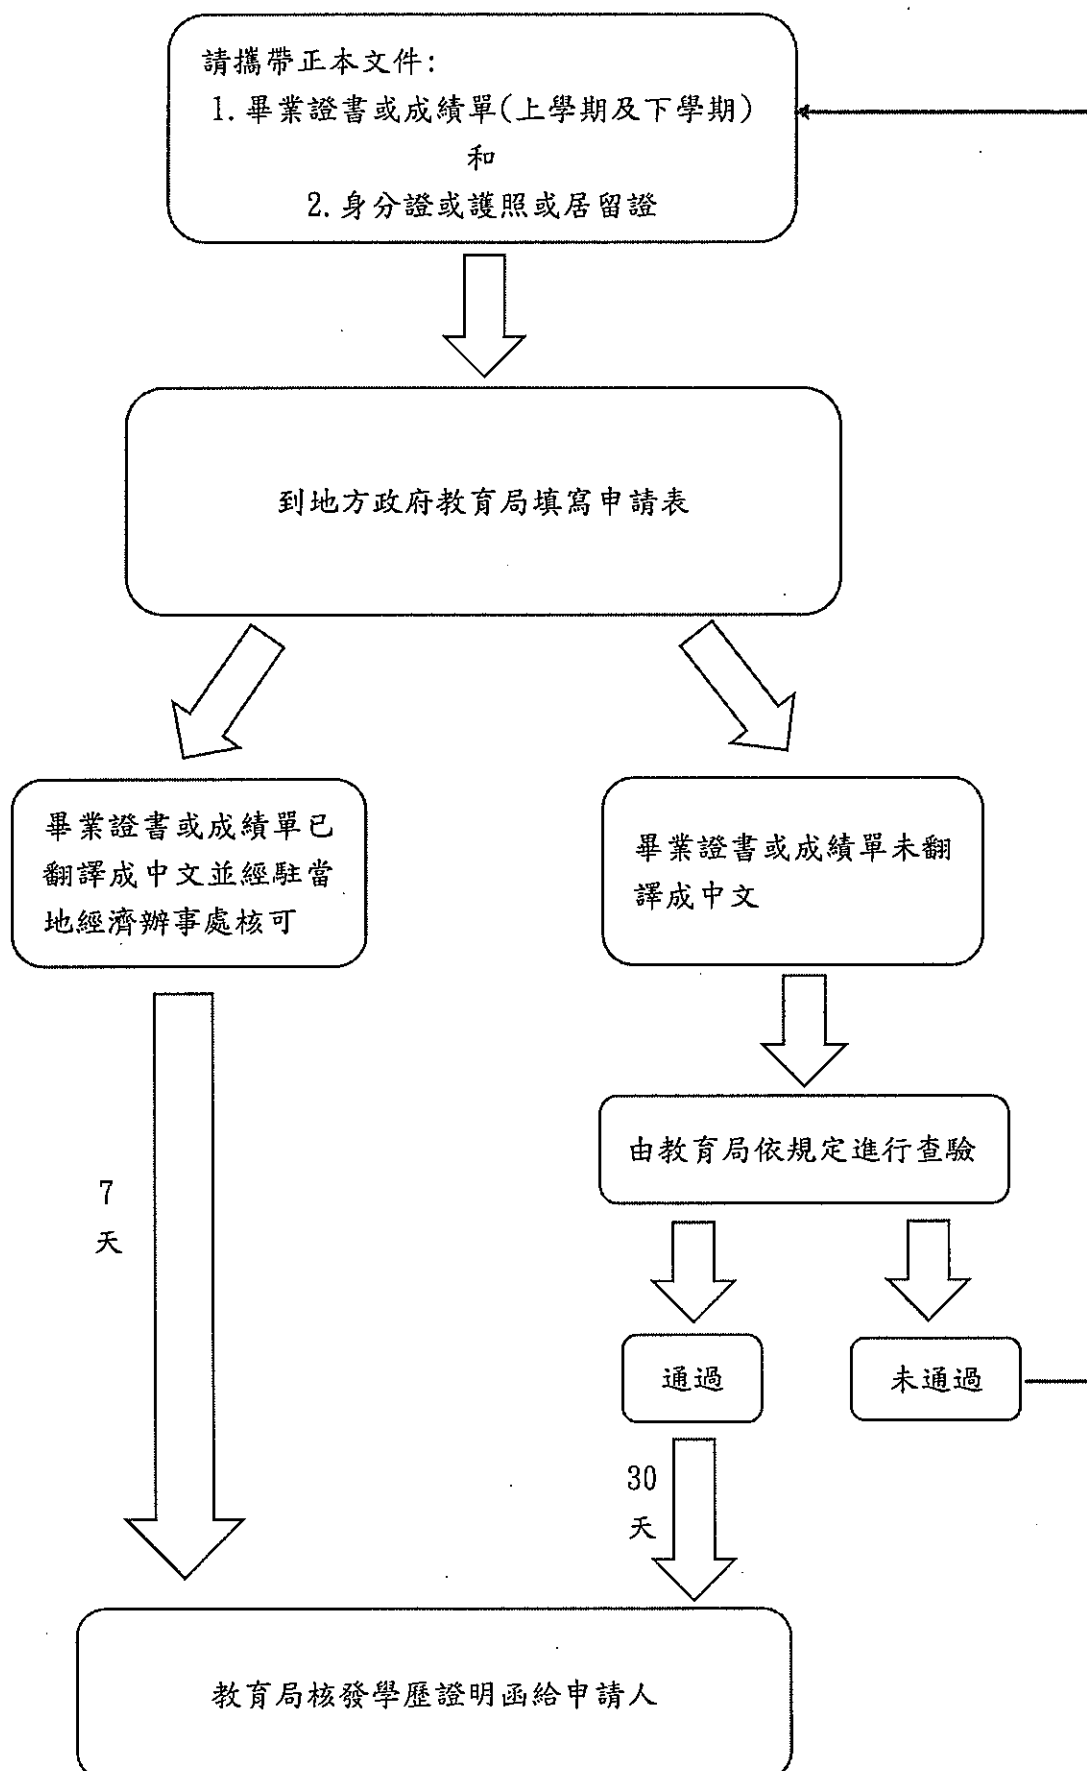 請攜帶正本文件:
1.畢業證書或成績單(上學期及下學期)
和
2.身分證或護照或居留證
到地方政府教育局填寫申請表
畢業證書或成績單已
翻譯成中文並經駐當
地經濟辦事處核可
畢業證書或成績單未翻
譯成中文
由教育局依規定進行查驗
7
天
通過
未通過
30
天
教育局核發學歷證明函給申請人